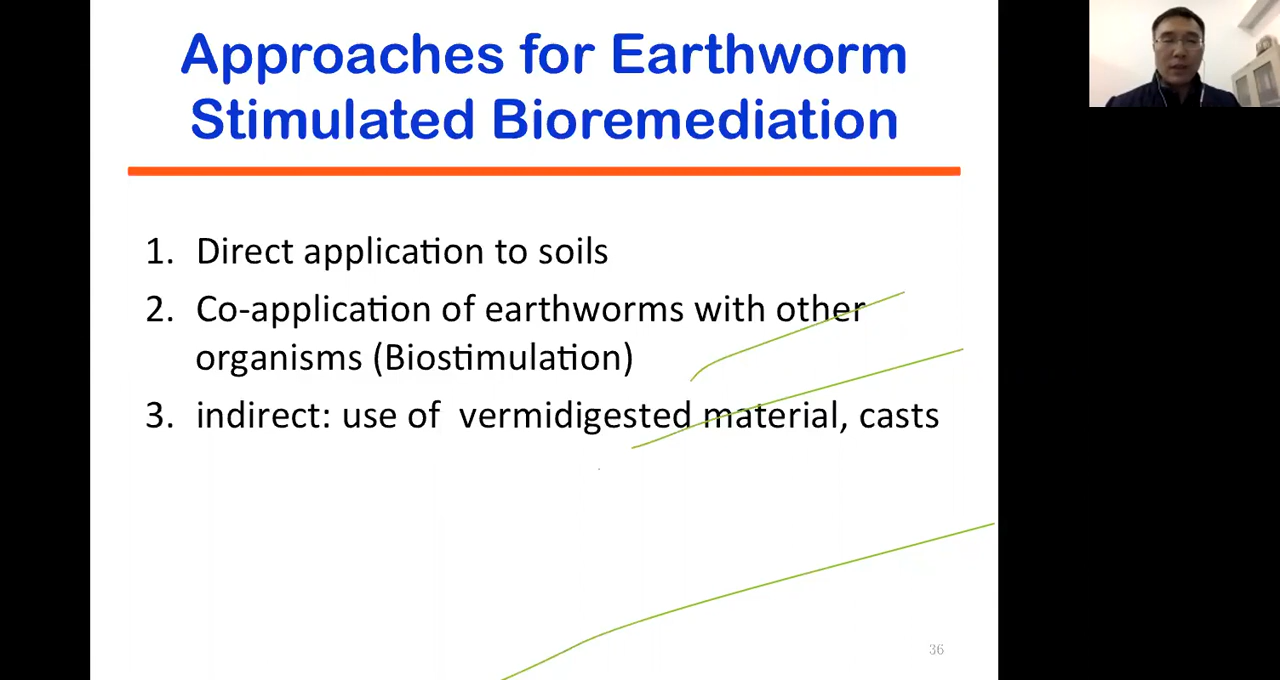 Approaches for Earthworm
Stimulated Bioremediation
1. Direct application to soils
2. Co-application of earthworms with other
organisms (Biostimulation)
3. indirect: use of vermidigested material, casts
36